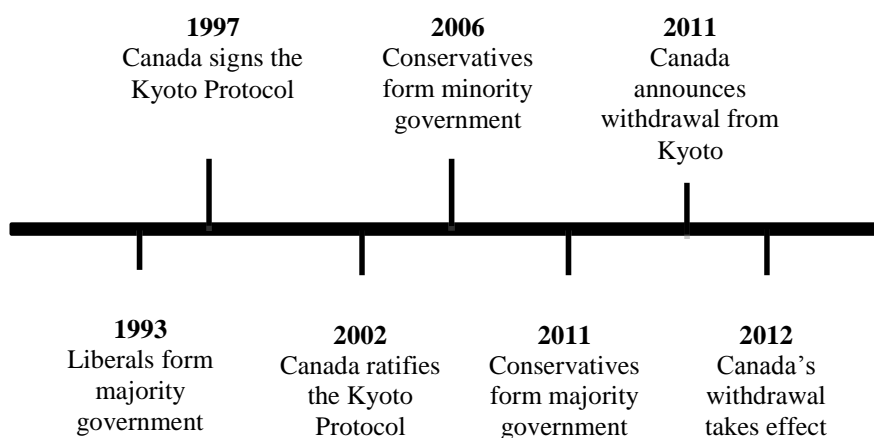 1997
Canada signs the
Kyoto Protocol
2006
Conservatives
form minority
government
2011
Canada
announces
withdrawal from
Kyoto
1993
Liberals form
majority
government
2002
Canada ratifies
the Kyoto
Protocol
2011
Conservatives
form majority
government
2012
Canada’s
withdrawal
takes effect